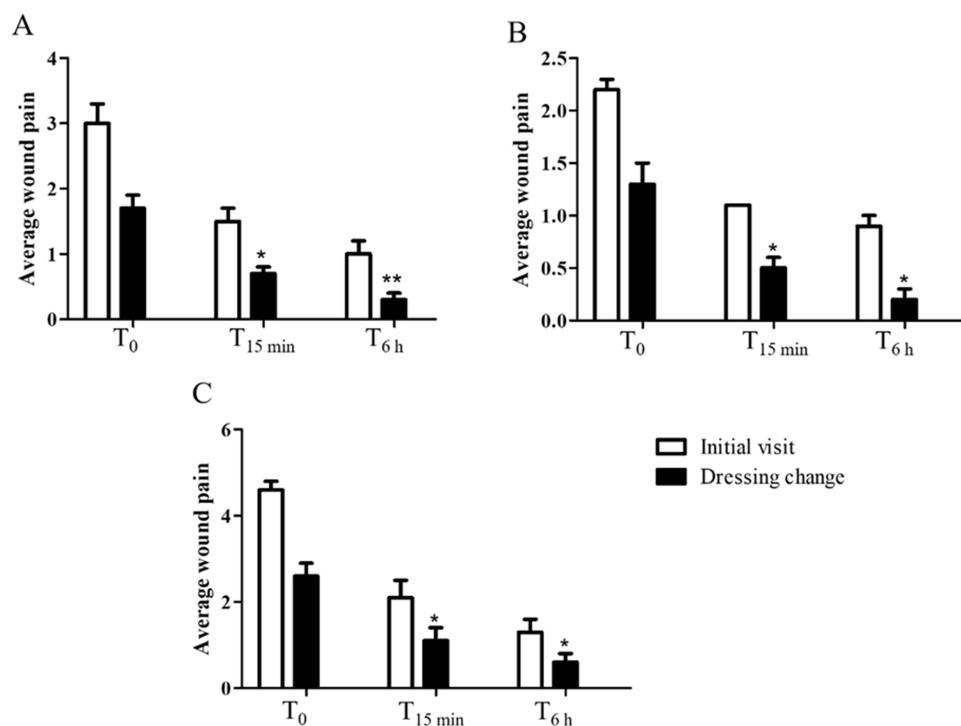 A
Average wound pain
4
3
2
1
0
*
**
T0
T15 min
T6 h
B
Average wound pain
2.5
2.0
1.5
1.0
0.5
0.0
*
*
T0
T15 min
T6 h
C
Average wound pain
6
4
2
0
*
*
T0
T15 min
T6 h
Initial visit
Dressing change